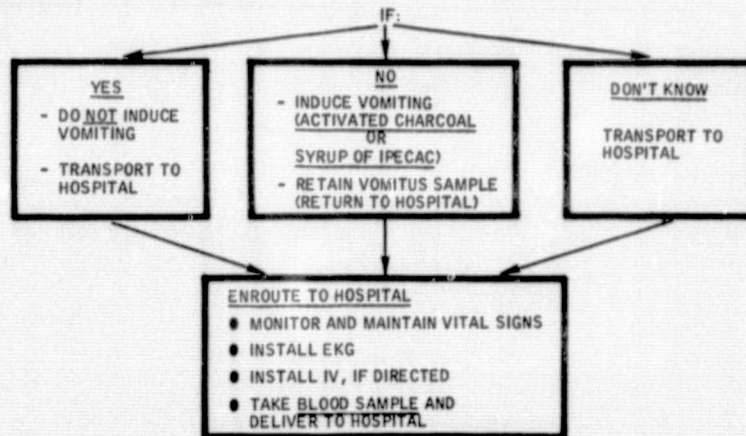 IF:
YES
- DO NOT INDUCE
VOMITING
- TRANSPORT TO
HOSPITAL
NO
- INDUCE VOMITING
(ACTIVATED CHARCOAL
OR
SYRUP OF IPECAC)
- RETAIN VOMITUS SAMPLE
(RETURN TO HOSPITAL)
DON'T KNOW
TRANSPORT TO
HOSPITAL
ENROUTE TO HOSPITAL
● MONITOR AND MAINTAIN VITAL SIGNS
● INSTALL EKG
● INSTALL IV, IF DIRECTED
● TAKE BLOOD SAMPLE AND
DELIVER TO HOSPITAL